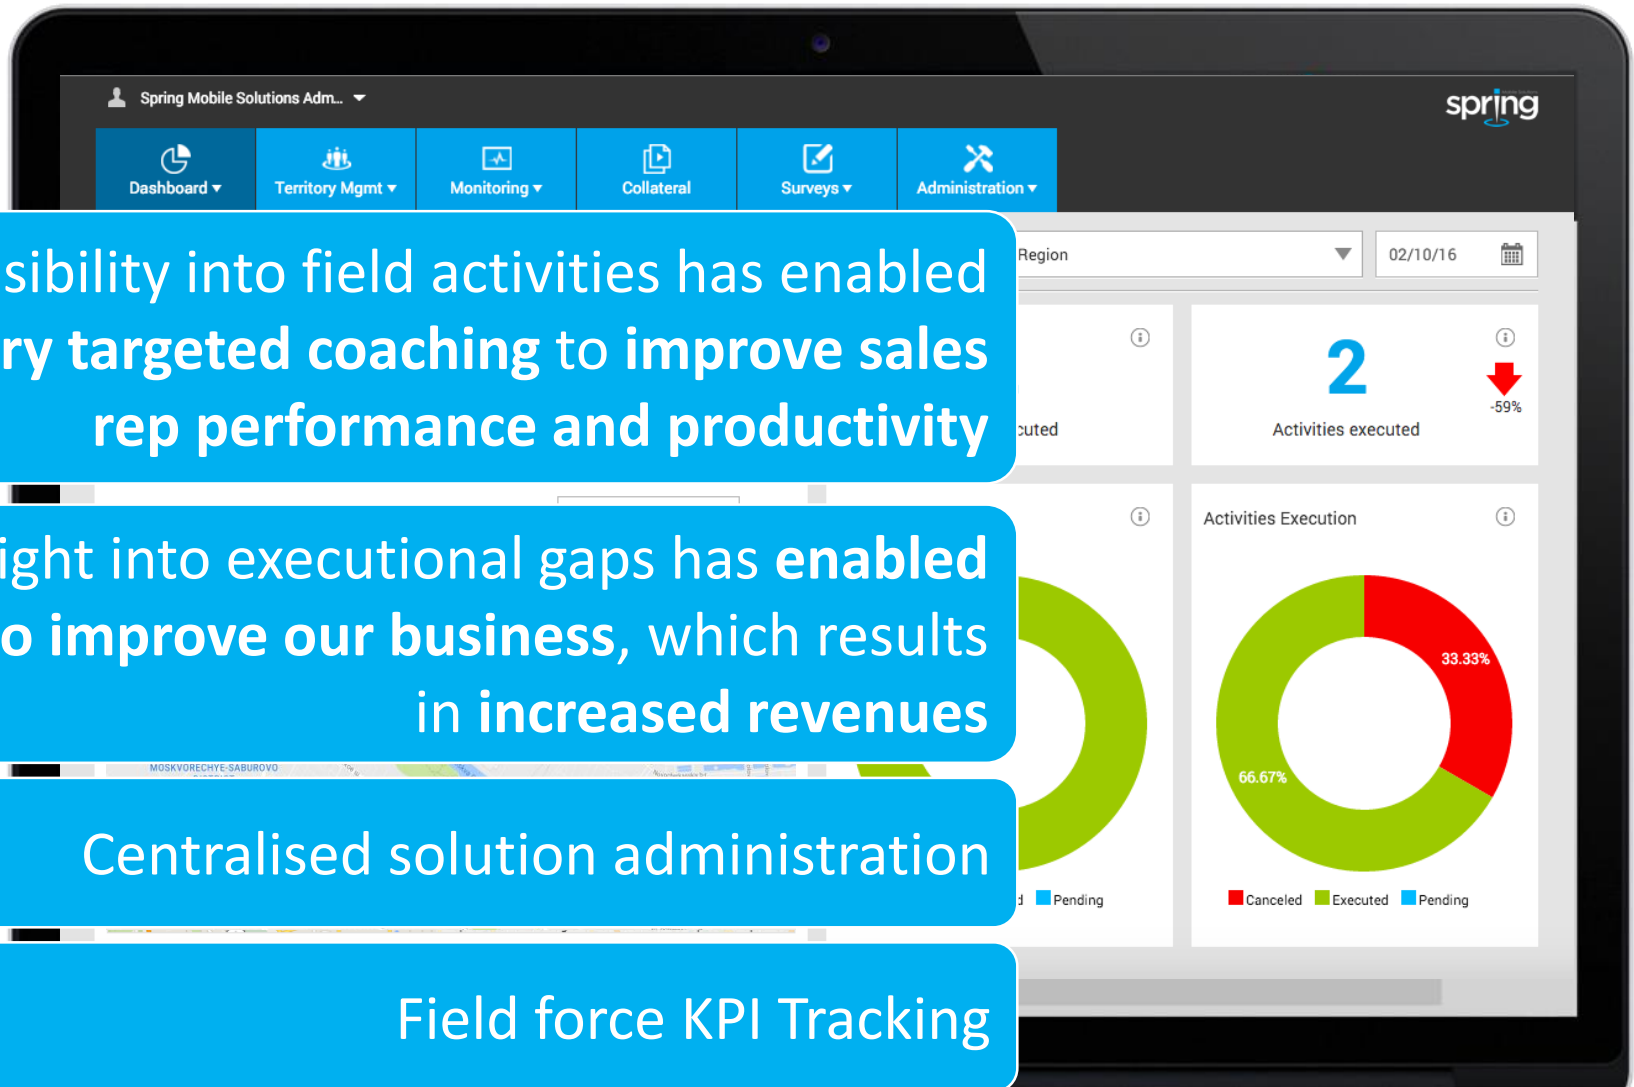 Spring Mobile Solutions Adm...
spring
Dashboard
Territory Mgmt
Monitoring
Collateral
Surveys
Administration
sibility into field activities has enabled
ry targeted coaching to improve sales
rep performance and productivity
Region
02/10/16
cuted
2
-59%
Activities executed
ight into executional gaps has enabled
o improve our business, which results
in increased revenues
Activities Execution
33.33%
66.67%
MOSKVORECHYE-SABUROVO
Centralised solution administration
Pending
Canceled Executed Pending
Field force KPI Tracking